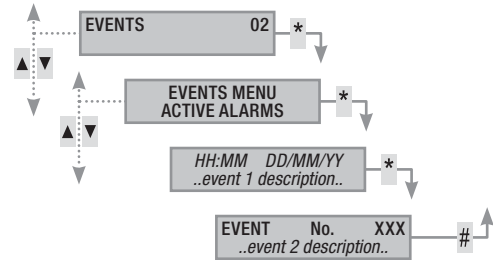 EVENTS 02 *
▲ ▼
EVENTS MENU
ACTIVE ALARMS *
▲ ▼
HH:MM DD/MM/YY
..event 1 description.. *
EVENT No. XXX
..event 2 description.. #